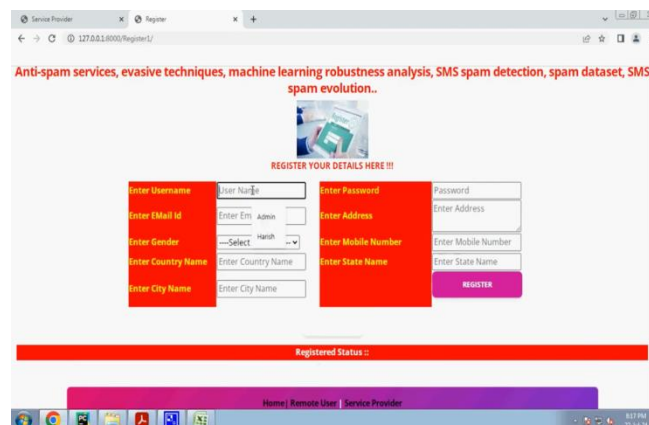 Service Provider
Register
127.0.0.1:8000/Register1/
Anti-spam services, evasive techniques, machine learning robustness analysis, SMS spam detection, spam dataset, SMS
spam evolution..
Register
REGISTER YOUR DETAILS HERE !!!
Enter Username User Name Enter Password Password
Enter EMail Id Enter Em Admin Enter Address Enter Address
Enter Gender ----Select Harish Enter Mobile Number Enter Mobile Number
Enter Country Name Enter Country Name Enter State Name Enter State Name
Enter City Name Enter City Name REGISTER
Registered Status ::
Home | Remote User | Service Provider
8:17 PM